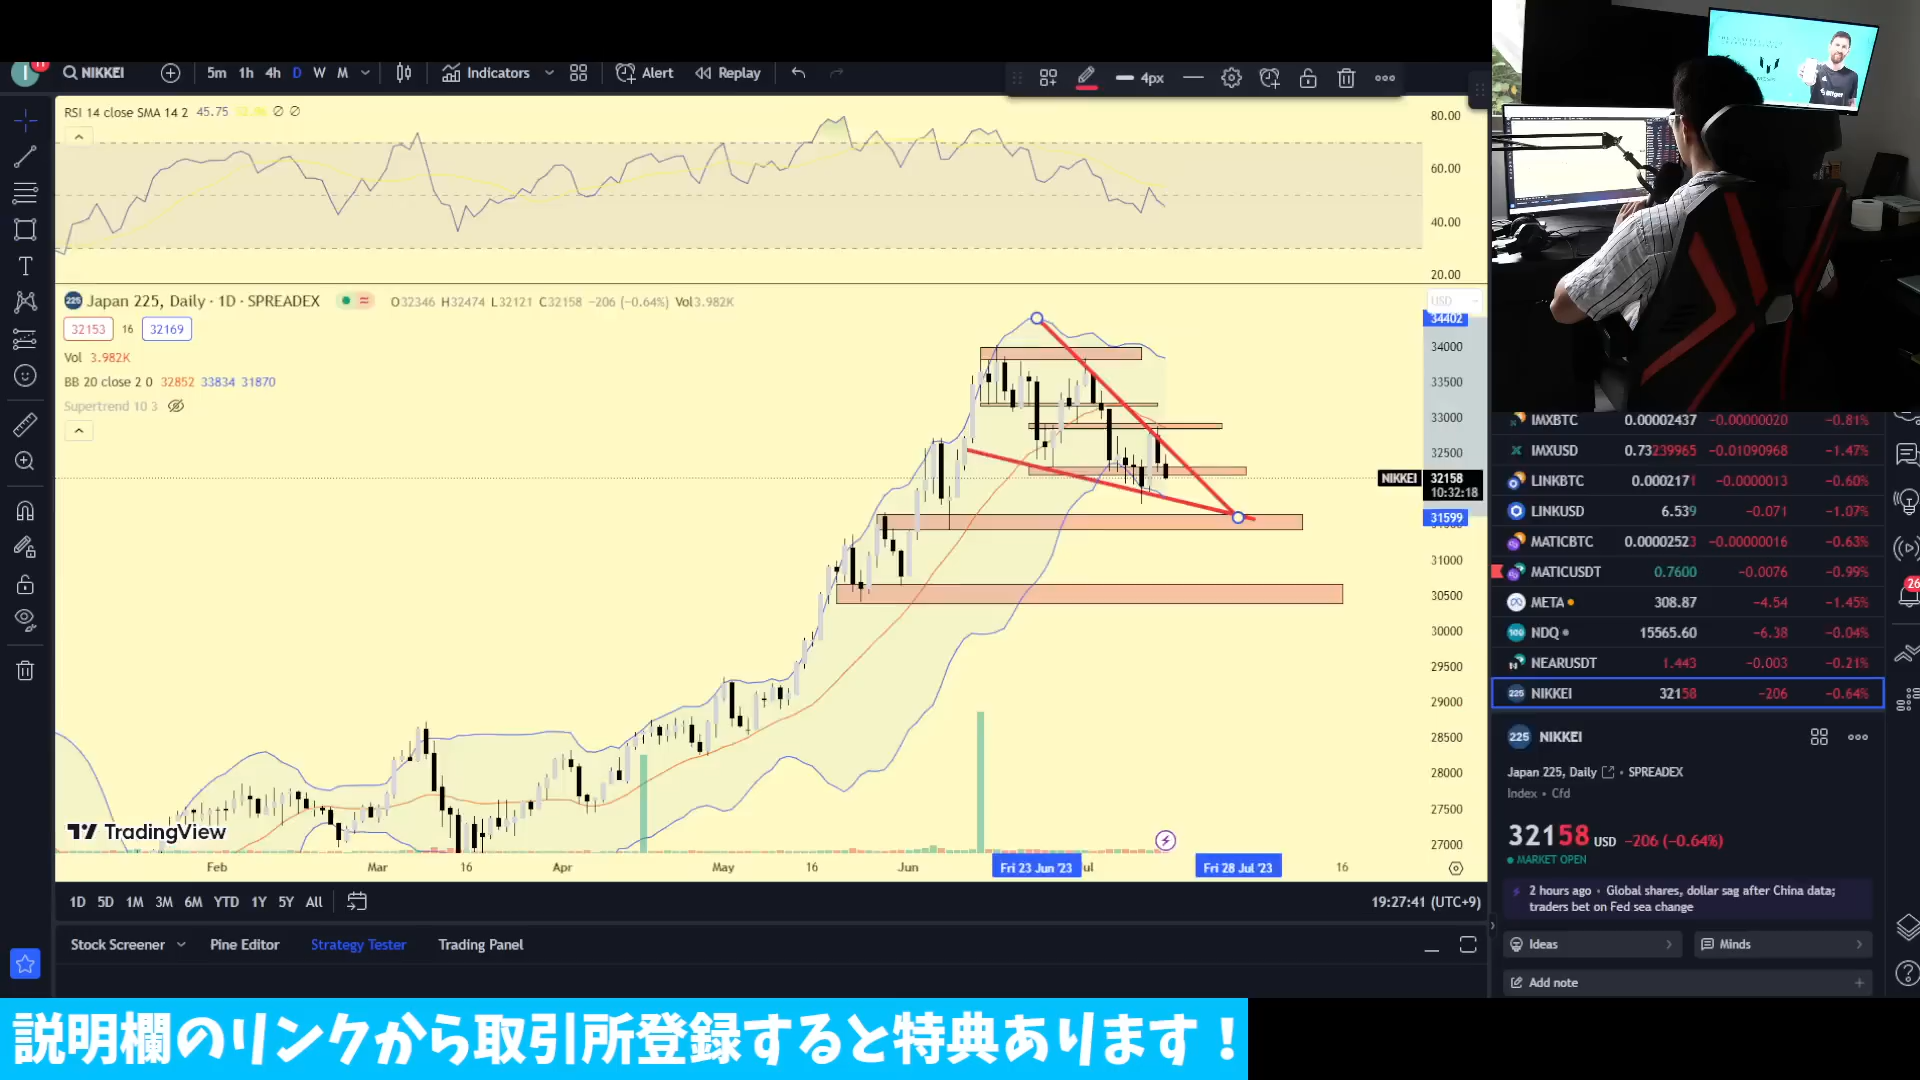 NIKKEI
5m 1h 4h D W M
Indicators
Alert
Replay
4px
RSI 14 close SMA 14 2 45.75
80.00
60.00
40.00
20.00
Japan 225, Daily · 1D · SPREADEX
O32346 H32474 L32121 C32158 −206 (−0.64%) Vol3.982K
32153 16 32169
Vol 3.982K
BB 20 close 2 0 32852 33834 31870
Supertrend 10 3
USD
34402
34000
33500
33000
32500
NIKKEI 32158
10:32:18
31599
31000
30500
30000
29500
29000
28500
28000
27500
27000
TradingView
Feb Mar 16 Apr May 16 Jun Fri 23 Jun '23 ul Fri 28 Jul '23 16
1D 5D 1M 3M 6M YTD 1Y 5Y All
19:27:41 (UTC+9)
Stock Screener Pine Editor Strategy Tester Trading Panel
IMXBTC 0.00002437 −0.00000020 −0.81%
IMXUSD 0.73239965 −0.01090968 −1.47%
LINKBTC 0.0002171 −0.0000013 −0.60%
LINKUSD 6.539 −0.071 −1.07%
MATICBTC 0.00002523 −0.00000016 −0.63%
MATICUSDT 0.7600 −0.0076 −0.99%
META 308.87 −4.54 −1.45%
NDQ 15565.60 −6.38 −0.04%
NEARUSDT 1.443 −0.003 −0.21%
NIKKEI 32158 −206 −0.64%
26
225 NIKKEI
Japan 225, Daily · SPREADEX
Index · Cfd
32158 USD −206 (−0.64%)
MARKET OPEN
2 hours ago · Global shares, dollar sag after China data;
traders bet on Fed sea change
Ideas
Minds
Add note
説明欄のリンクから取引所登録すると特典あります！